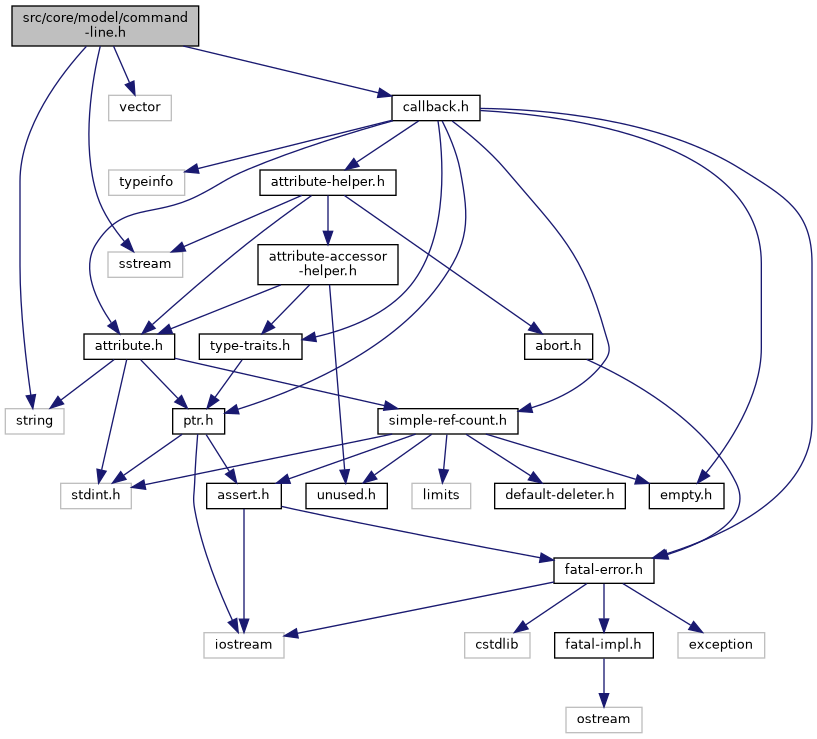 src/core/model/command
-line.h
vector
callback.h
typeinfo
attribute-helper.h
sstream
attribute-accessor
-helper.h
attribute.h
type-traits.h
abort.h
string
ptr.h
simple-ref-count.h
stdint.h
assert.h
unused.h
limits
default-deleter.h
empty.h
fatal-error.h
iostream
cstdlib
fatal-impl.h
exception
ostream